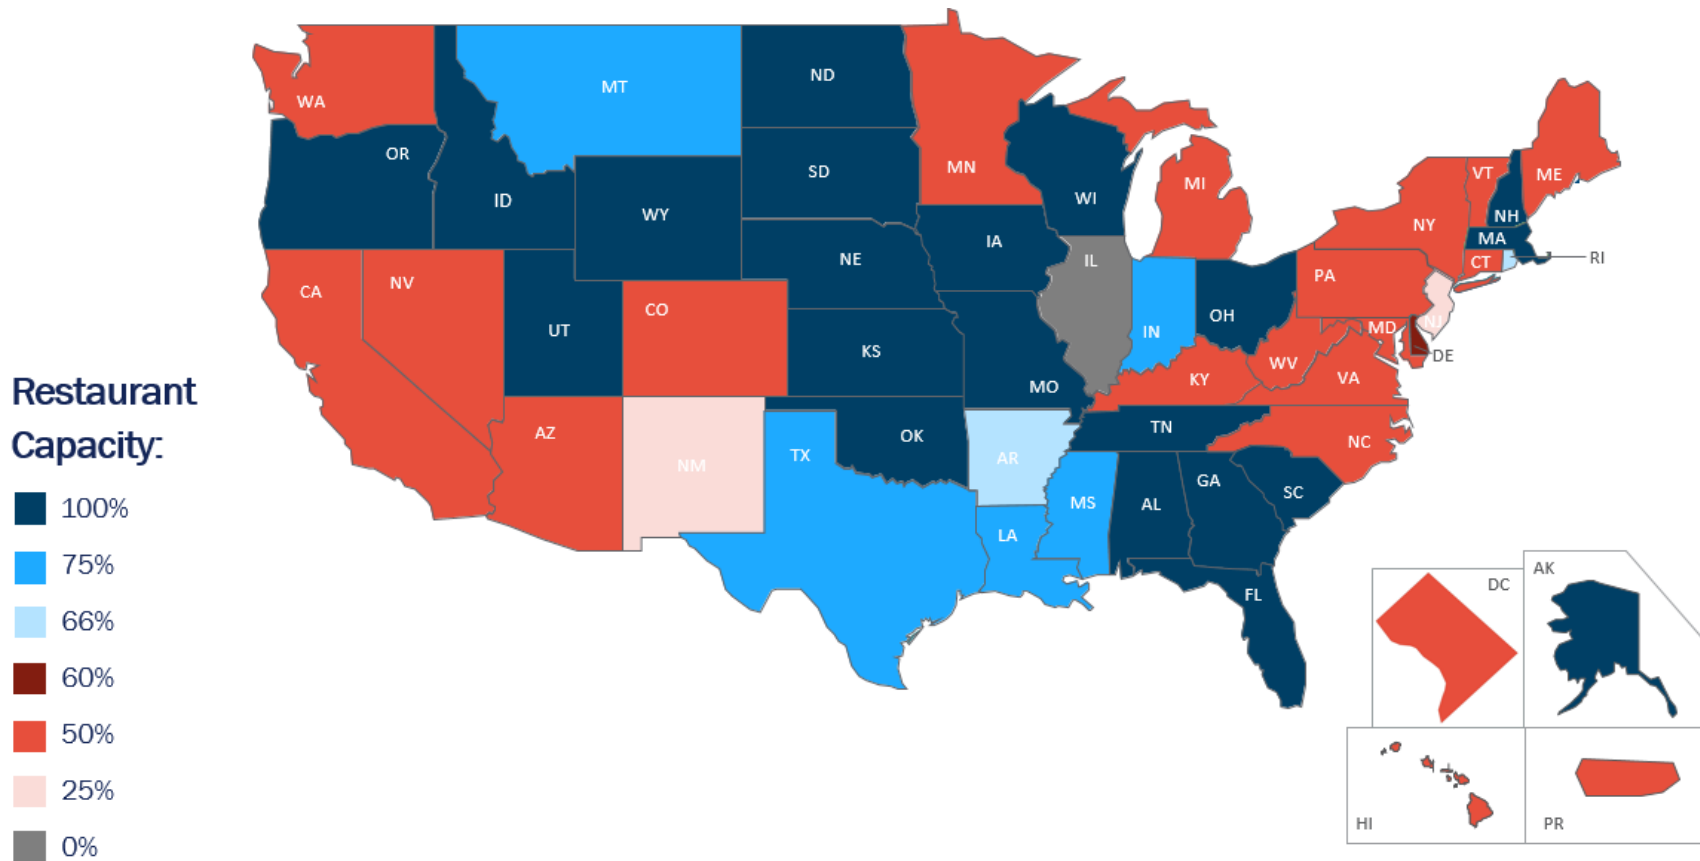 Restaurant
Capacity:
100%
75%
66%
60%
50%
25%
0%
WA
OR
CA
NV
ID
MT
WY
UT
CO
AZ
NM
ND
SD
NE
KS
OK
TX
MN
IA
MO
AR
LA
WI
IL
MI
IN
OH
KY
TN
MS
AL
GA
FL
SC
NC
VA
WV
MD
DE
PA
NJ
NY
CT
RI
MA
VT
NH
ME
DC
AK
HI
PR